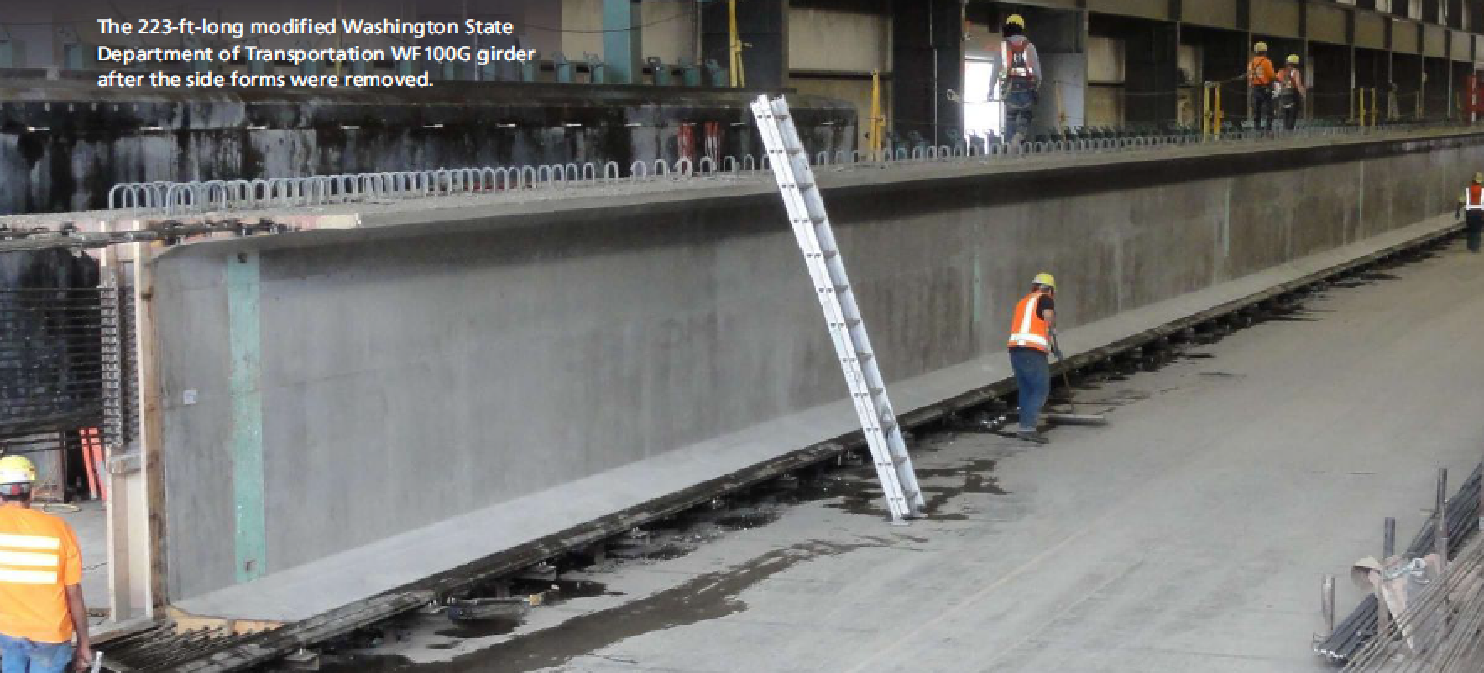 The 223-ft-long modified Washington State
Department of Transportation WF100G girder
after the side forms were removed.